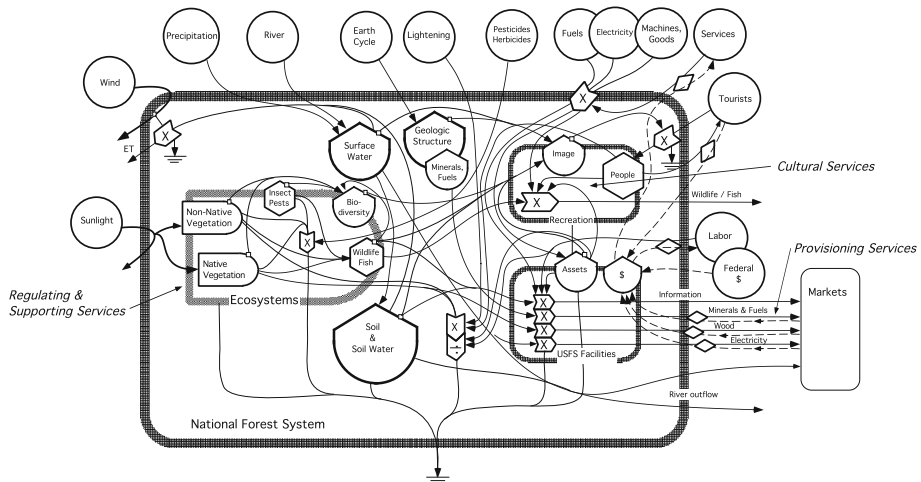 Precipitation
River
Earth
Cycle
Lightening
Pesticides
Herbicides
Fuels
Electricity
Machines,
Goods
Services
Wind
Tourists
X
X
X
ET
Surface
Water
Geologic
Structure
Minerals,
Fuels
Image
People
Cultural Services
X
Wildlife / Fish
Recreation
Insect
Pests
Bio-
diversity
Non-Native
Vegetation
Sunlight
X
Wildlife
Fish
Native
Vegetation
Labor
Federal
$
Provisioning Services
Assets
$
Regulating &
Supporting Services
Ecosystems
Information
Markets
X
Minerals & Fuels
X
Wood
X
Electricity
X
USFS Facilities
Soil
&
Soil Water
X
÷
River outflow
National Forest System